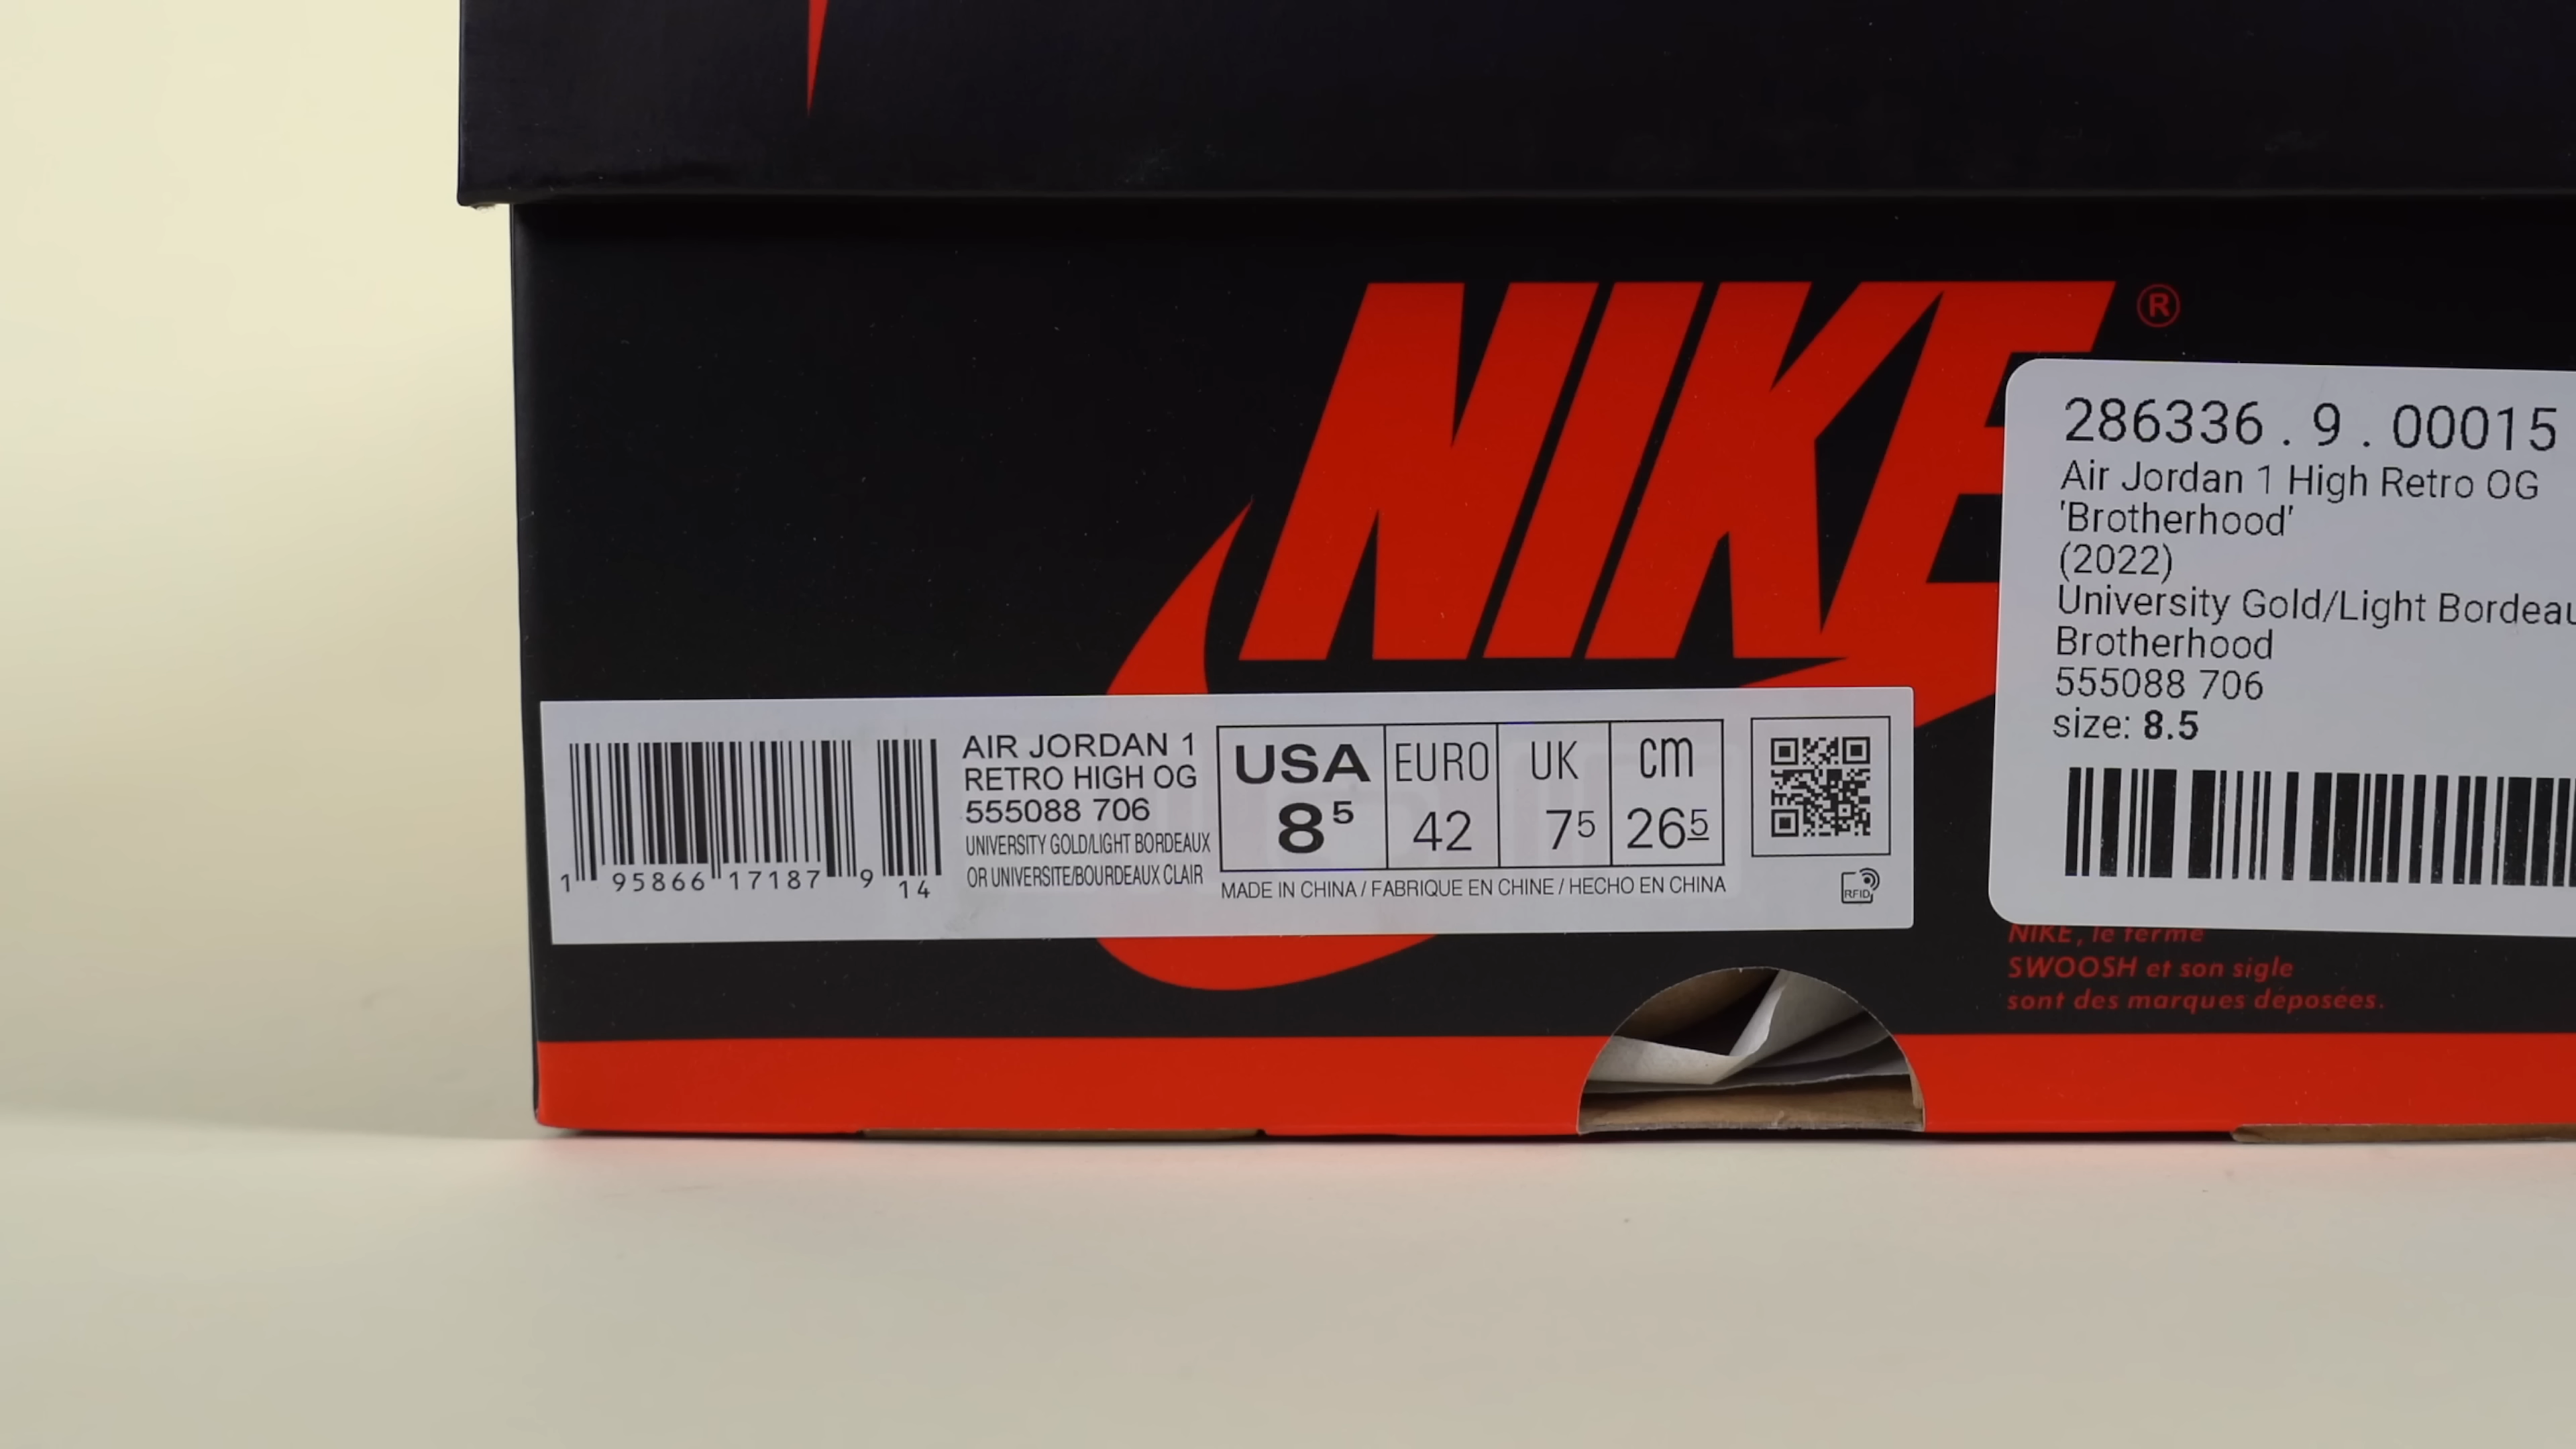 NIKE®
286336 . 9 . 00015
Air Jordan 1 High Retro OG
'Brotherhood'
(2022)
University Gold/Light Bordeau
Brotherhood
555088 706
size: 8.5
AIR JORDAN 1
RETRO HIGH OG
555088 706
UNIVERSITY GOLD/LIGHT BORDEAUX
OR UNIVERSITE/BOURDEAUX CLAIR
1 95866 17187 9 14
USA EURO UK cm
8⁵ 42 7⁵ 26⁵
MADE IN CHINA / FABRIQUE EN CHINE / HECHO EN CHINA
RFID
NIKE, le terme
SWOOSH et son sigle
sont des marques déposées.